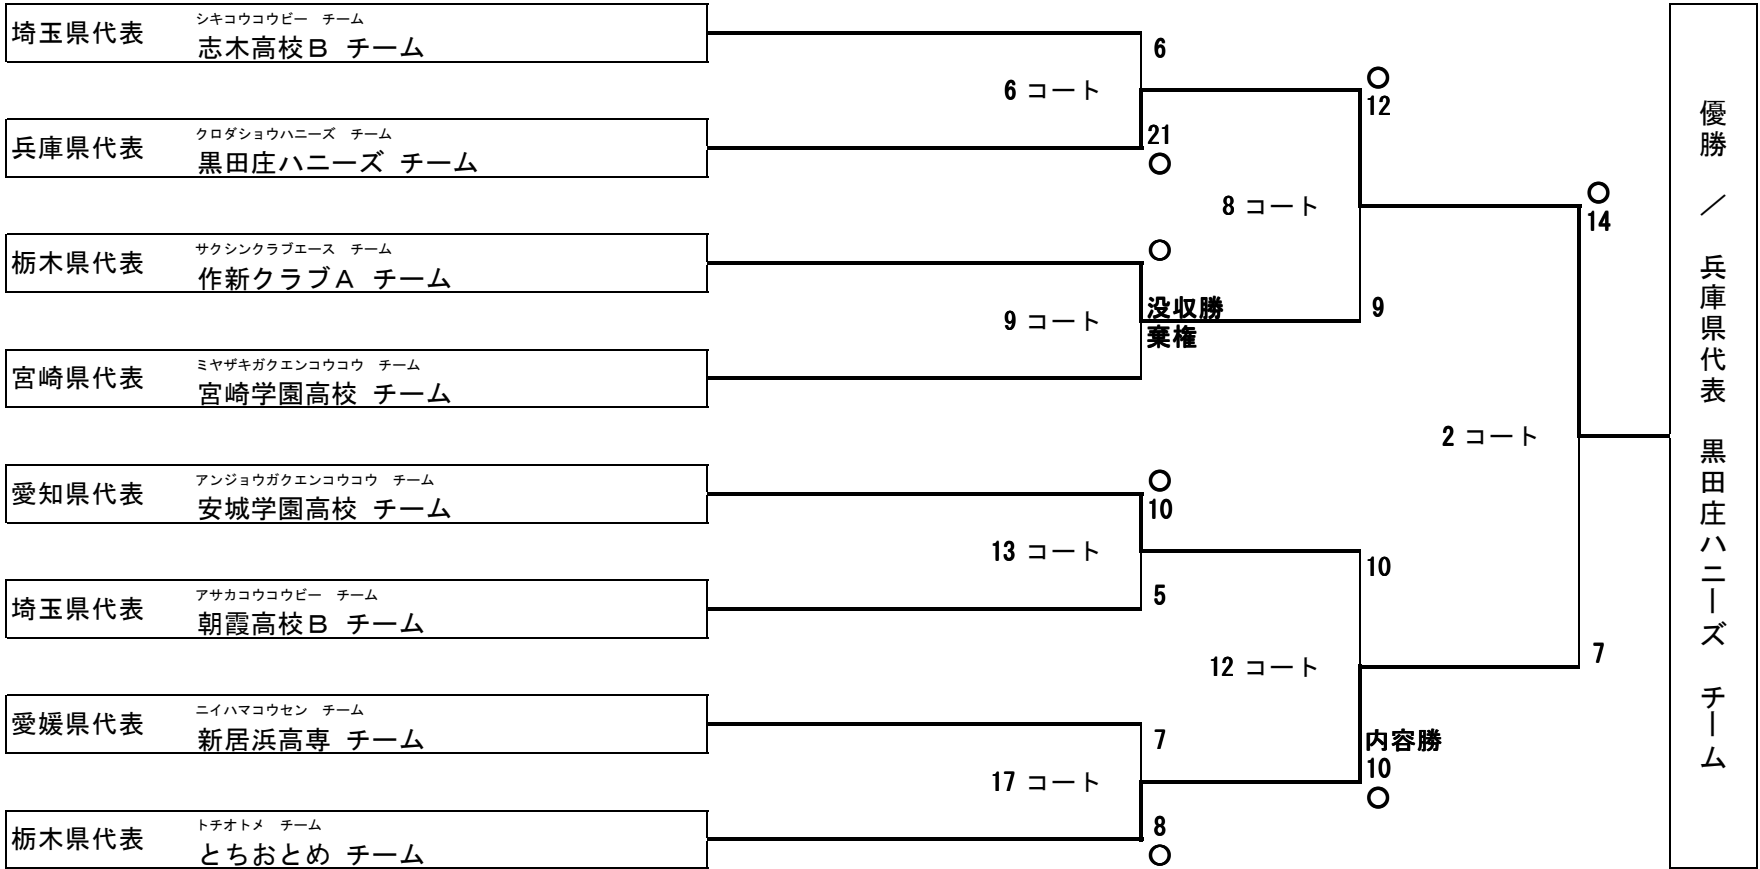 埼玉県代表
シキコウコウビー　チーム
志木高校Ｂ チーム
6
6 コート
12
兵庫県代表
クロダショウハニーズ　チーム
黒田庄ハニーズ チーム
21
8 コート
14
栃木県代表
サクシンクラブエース　チーム
作新クラブＡ チーム
9 コート
没収勝
棄権
9
宮崎県代表
ミヤザキガクエンコウコウ　チーム
宮崎学園高校 チーム
2 コート
愛知県代表
アンジョウガクエンコウコウ　チーム
安城学園高校 チーム
10
13 コート
10
埼玉県代表
アサカコウコウビー　チーム
朝霞高校Ｂ チーム
5
12 コート
7
愛媛県代表
ニイハマコウセン　チーム
新居浜高専 チーム
7
17 コート
内容勝
10
栃木県代表
トチオトメ　チーム
とちおとめ チーム
8
優勝　／　兵庫県代表　黒田庄ハニーズ　チーム